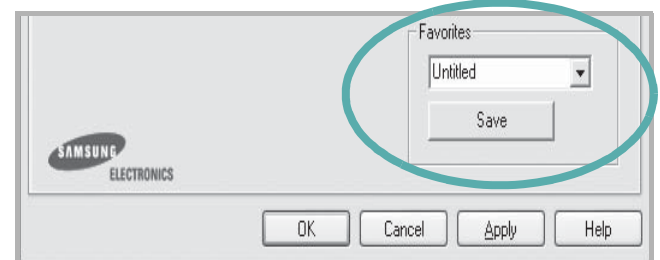 Favorites
Untitled
Save
SAMSUNG
ELECTRONICS
OK
Cancel
Apply
Help